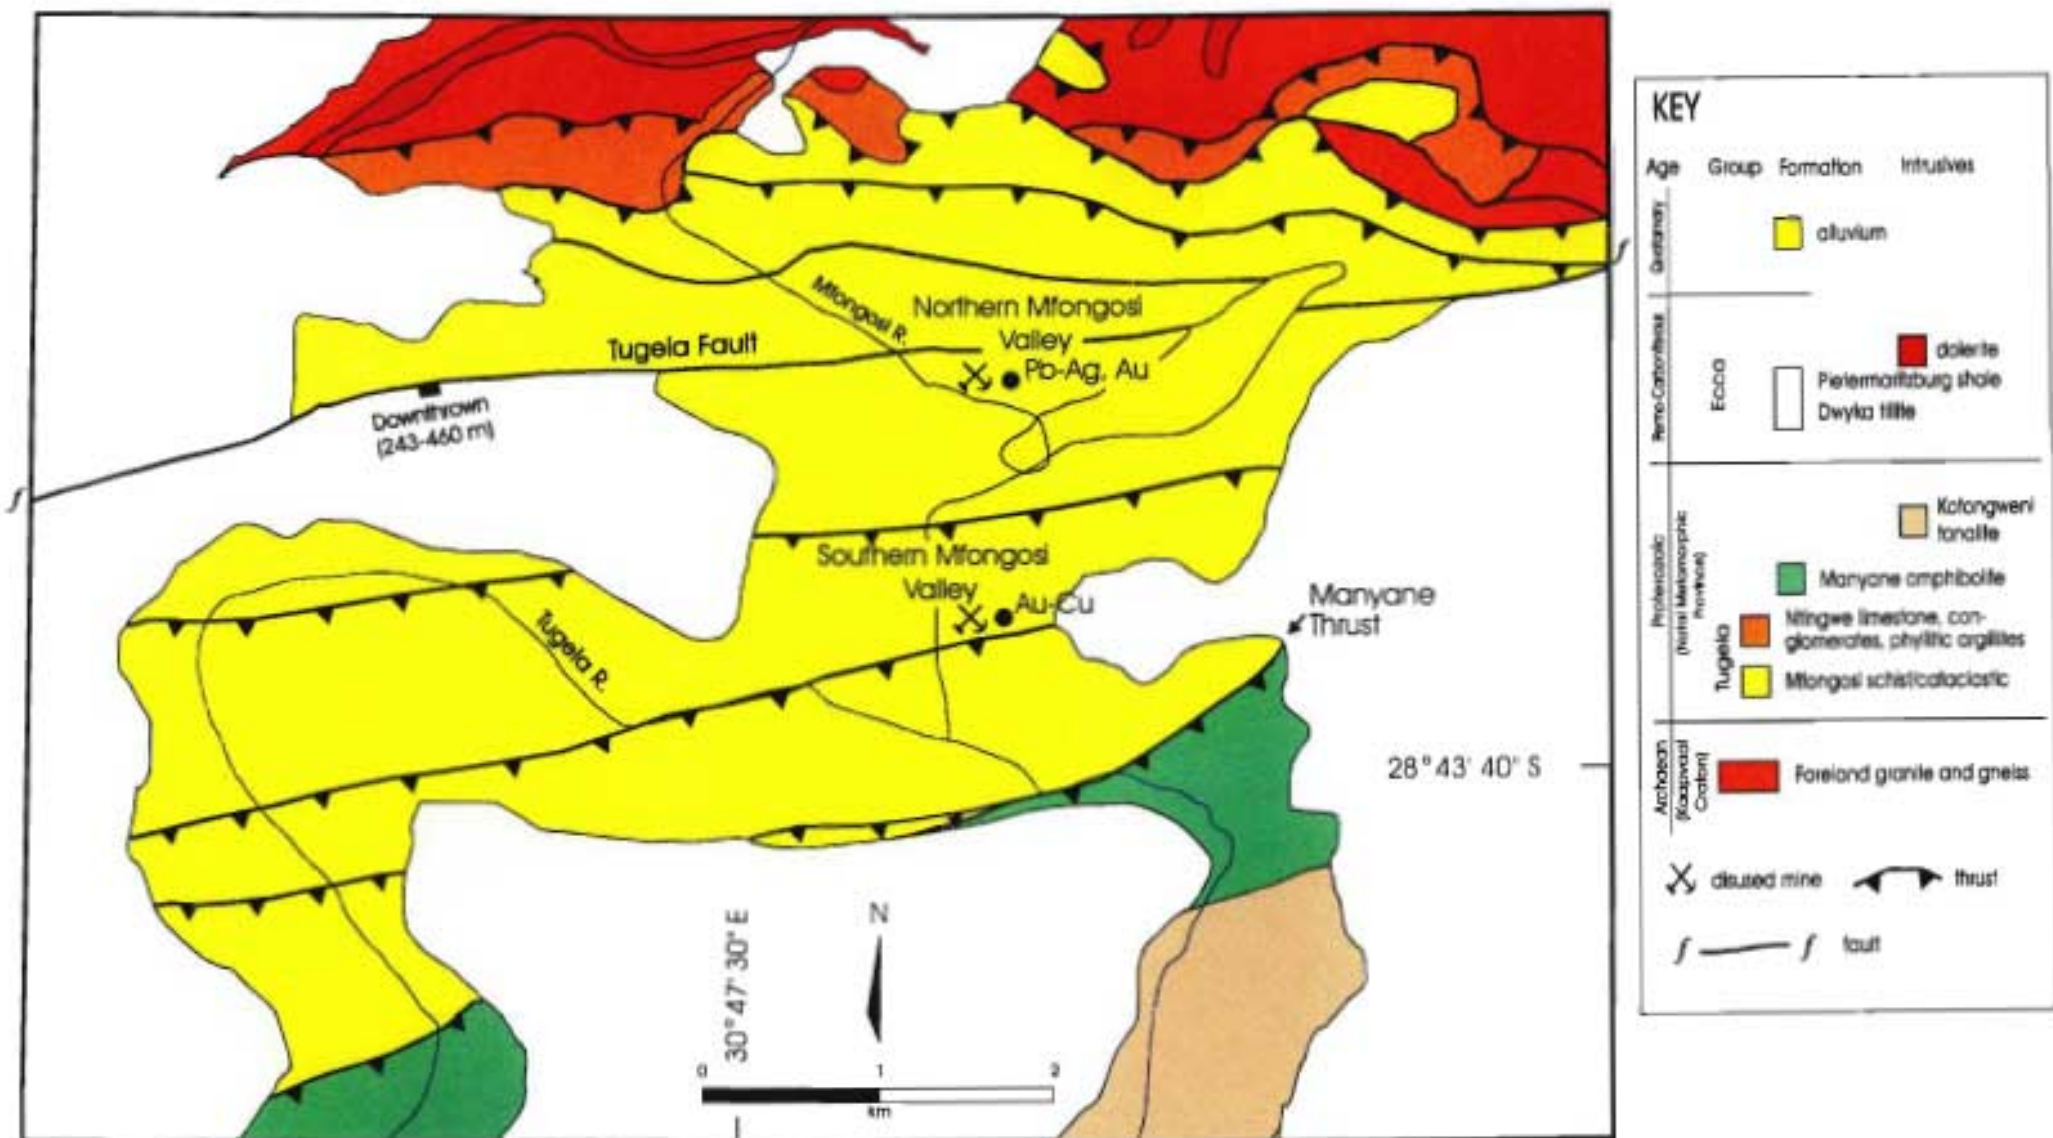 Mfongosi R.
Northern Mfongosi
Valley
Tugela Fault
Pb-Ag, Au
Downthrown
(243-460 m)
f
f
Southern Mfongosi
Valley
Au-Cu
Tugela R.
Manyane
Thrust
28° 43' 40" S
30° 47' 30" E
N
0 1 2
km
KEY
Age Group Formation Intrusives
Quaternary
alluvium
Permo-Carboniferous
Ecca
dolerite
Pietermaritzburg shale
Dwyka tillite
Proterozoic
(Natal Metamorphic
Province)
Tugela
Kotongweni
tonalite
Manyane amphibolite
Ntingwe limestone, con-
glomerates, phyllitic argillites
Mfongosi schist/cataclastic
Archaean
(Kaapvaal
Craton)
Foreland granite and gneiss
disused mine
thrust
f f fault